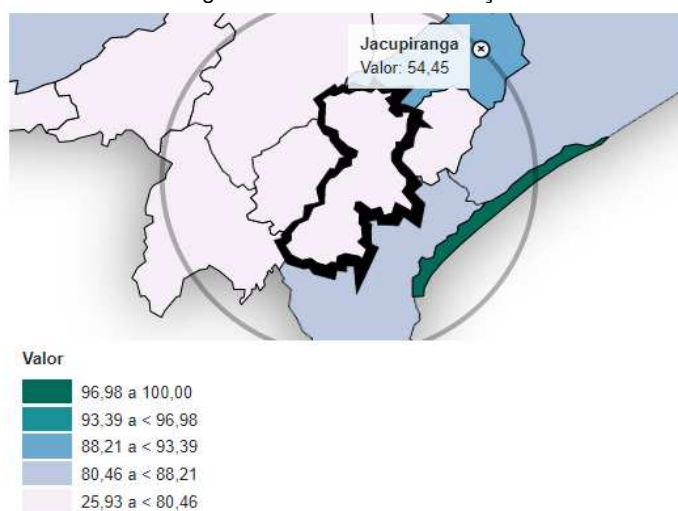 Jacupiranga
Valor: 54,45
Valor
96,98 a 100,00
93,39 a < 96,98
88,21 a < 93,39
80,46 a < 88,21
25,93 a < 80,46